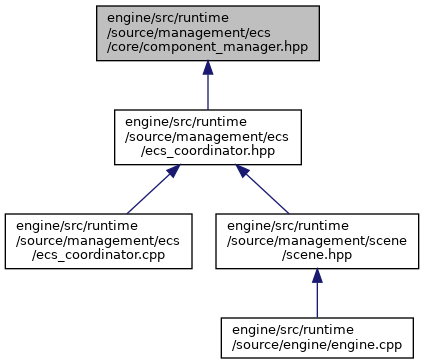 engine/src/runtime
/source/management/ecs
/core/component_manager.hpp
engine/src/runtime
/source/management/ecs
/ecs_coordinator.hpp
engine/src/runtime
/source/management/ecs
/ecs_coordinator.cpp
engine/src/runtime
/source/management/scene
/scene.hpp
engine/src/runtime
/source/engine/engine.cpp